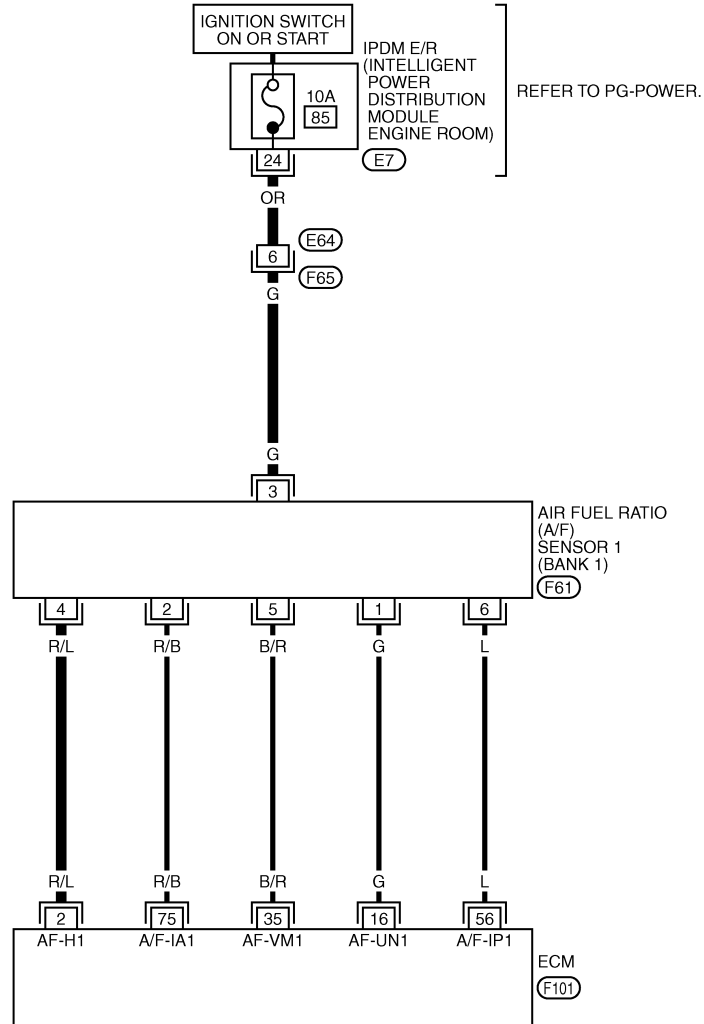 IGNITION SWITCH
ON OR START
IPDM E/R
(INTELLIGENT
POWER
DISTRIBUTION
MODULE
ENGINE ROOM)
REFER TO PG-POWER.
10A
85
24
E7
OR
E64
6
F65
G
G
3
AIR FUEL RATIO
(A/F)
SENSOR 1
(BANK 1)
F61
4 2 5 1 6
R/L R/B B/R G L
R/L R/B B/R G L
2 75 35 16 56
AF-H1 A/F-IA1 AF-VM1 AF-UN1 A/F-IP1
ECM
F101